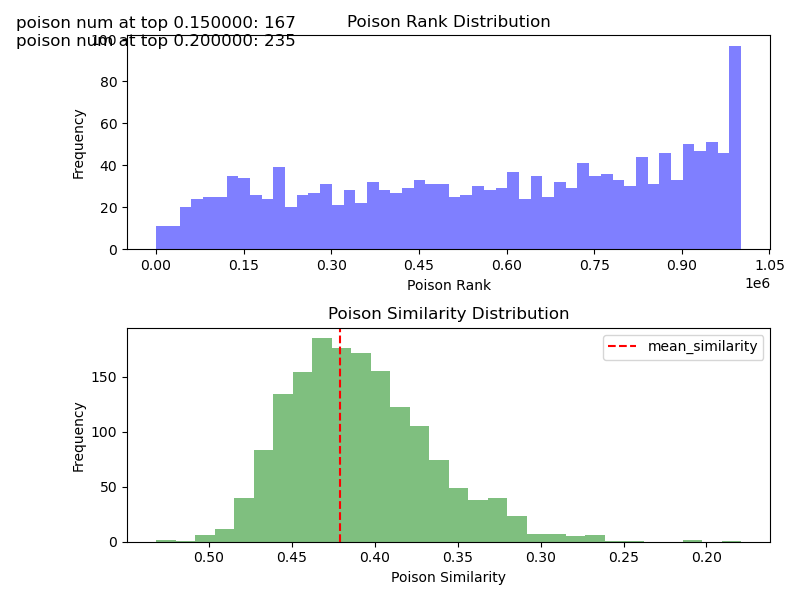 poison num at top 0.150000: 167
poison num at top 0.200000: 235
Poison Rank Distribution
Frequency
100
80
60
40
20
0
0.00 0.15 0.30 0.45 0.60 0.75 0.90 1.05
1e6
Poison Rank
Poison Similarity Distribution
mean_similarity
Frequency
150
100
50
0
0.50 0.45 0.40 0.35 0.30 0.25 0.20
Poison Similarity